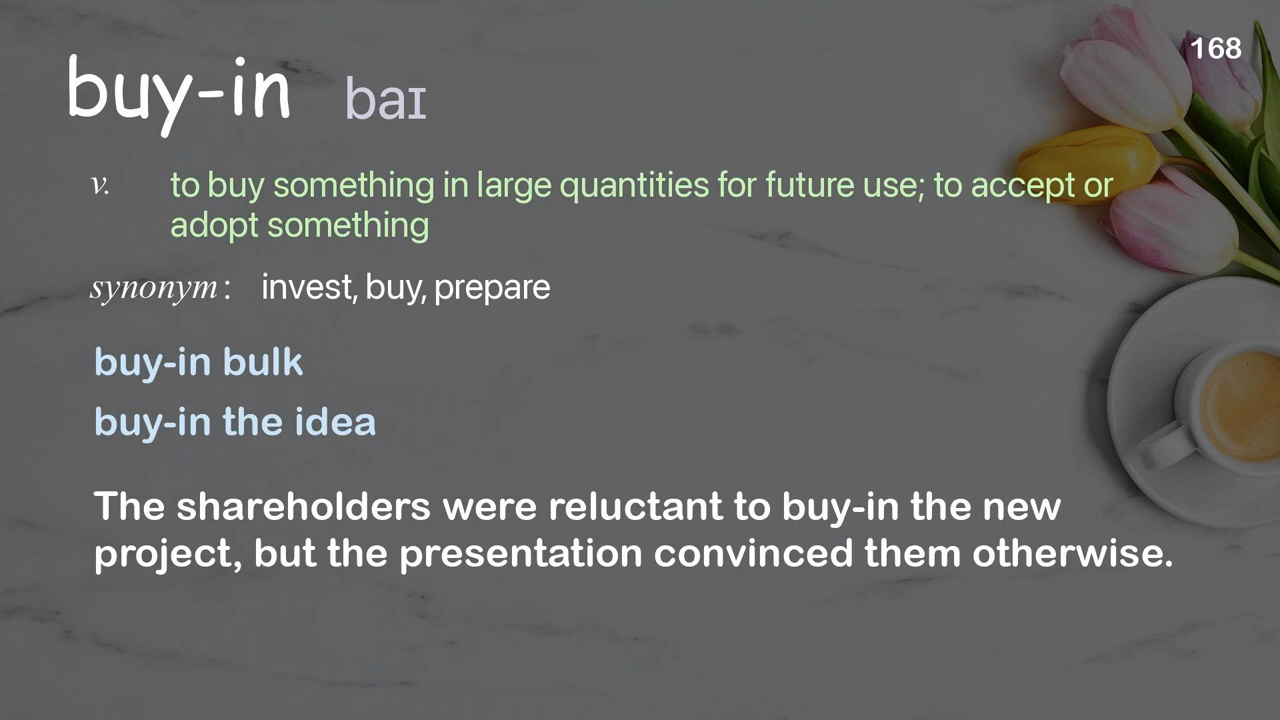 168
buy-in baɪ
v. to buy something in large quantities for future use; to accept or
adopt something
synonym: invest, buy, prepare
buy-in bulk
buy-in the idea
The shareholders were reluctant to buy-in the new
project, but the presentation convinced them otherwise.